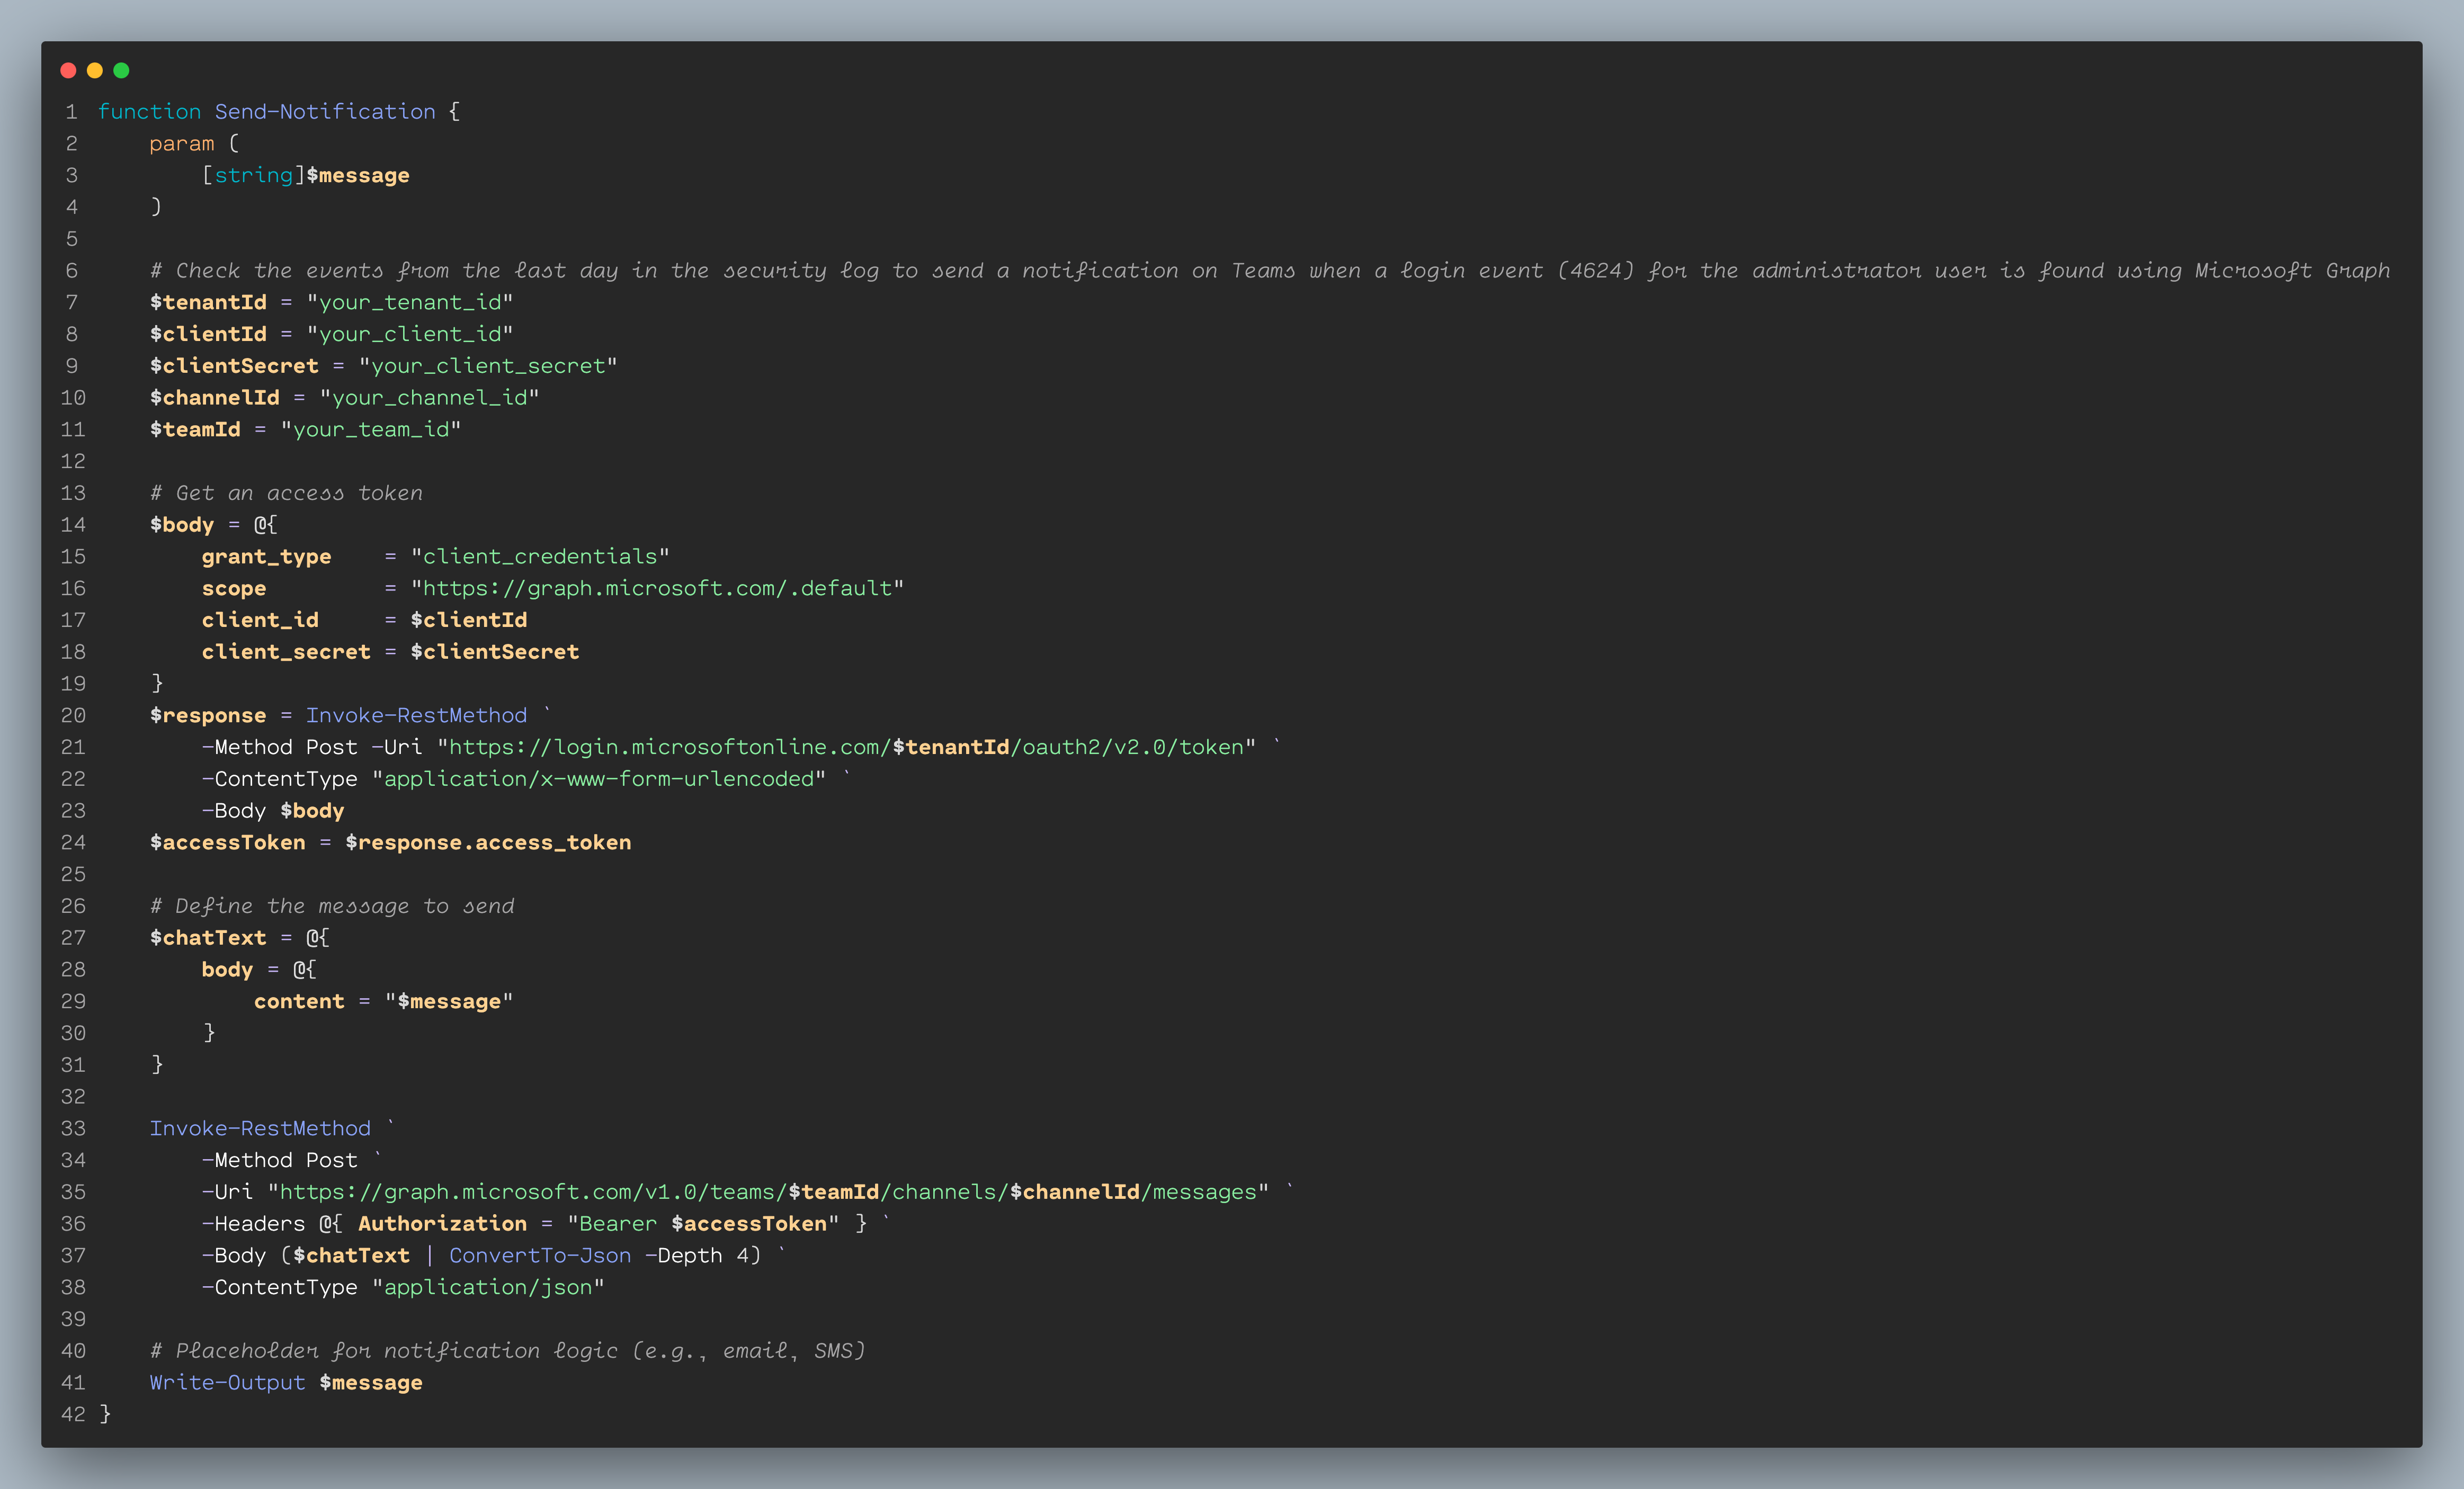 1 function Send-Notification {
2     param (
3         [string]$message
4     )
5
6     # Check the events from the last day in the security log to send a notification on Teams when a login event (4624) for the administrator user is found using Microsoft Graph
7     $tenantId = "your_tenant_id"
8     $clientId = "your_client_id"
9     $clientSecret = "your_client_secret"
10     $channelId = "your_channel_id"
11     $teamId = "your_team_id"
12
13     # Get an access token
14     $body = @{
15         grant_type    = "client_credentials"
16         scope         = "https://graph.microsoft.com/.default"
17         client_id     = $clientId
18         client_secret = $clientSecret
19     }
20     $response = Invoke-RestMethod `
21         -Method Post -Uri "https://login.microsoftonline.com/$tenantId/oauth2/v2.0/token" `
22         -ContentType "application/x-www-form-urlencoded" `
23         -Body $body
24     $accessToken = $response.access_token
25
26     # Define the message to send
27     $chatText = @{
28         body = @{
29             content = "$message"
30         }
31     }
32
33     Invoke-RestMethod `
34         -Method Post `
35         -Uri "https://graph.microsoft.com/v1.0/teams/$teamId/channels/$channelId/messages" `
36         -Headers @{ Authorization = "Bearer $accessToken" } `
37         -Body ($chatText | ConvertTo-Json -Depth 4) `
38         -ContentType "application/json"
39
40     # Placeholder for notification logic (e.g., email, SMS)
41     Write-Output $message
42 }